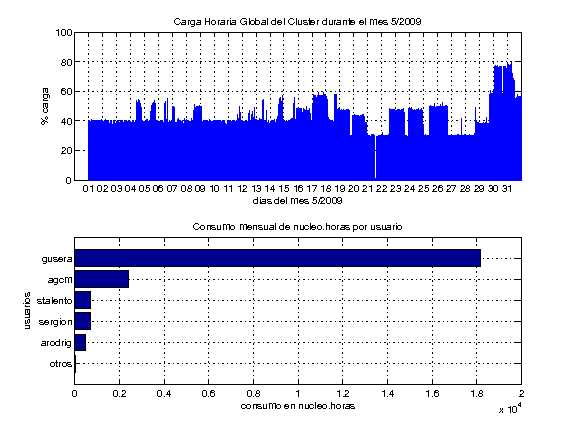 Carga Horaria Global del Cluster durante el mes 5/2009
100
80
60
40
20
0
% carga
01 02 03 04 05 06 07 08 09 10 11 12 13 14 15 16 17 18 19 20 21 22 23 24 25 26 27 28 29 30 31
dias del mes 5/2009
Consumo mensual de nucleo.horas por usuario
gusera
agcm
stalento
sergion
arodrig
otros
usuarios
0 0.2 0.4 0.6 0.8 1.0 1.2 1.4 1.6 1.8 2.0
consumo en nucleo.horas
x 10^4